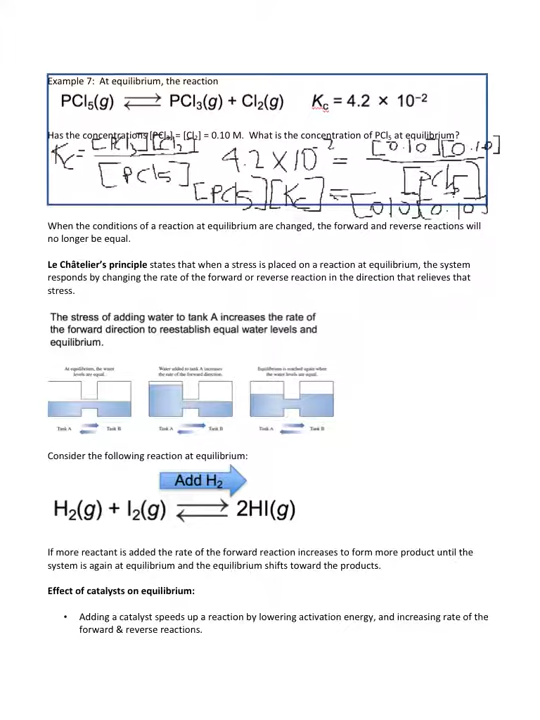 Example 7: At equilibrium, the reaction
PCl₅(g) ⇌ PCl₃(g) + Cl₂(g) Kc = 4.2 × 10⁻²
Has the concentrations [PCl₃] = [Cl₂] = 0.10 M. What is the concentration of PCl₅ at equilibrium?
Kc = [PCl₃][Cl₂] / [PCl₅]
4.2 × 10⁻² = [0.10][0.10] / [PCl₅]
[PCl₅][Kc] = [0.10][0.10]
When the conditions of a reaction at equilibrium are changed, the forward and reverse reactions will
no longer be equal.
Le Châtelier's principle states that when a stress is placed on a reaction at equilibrium, the system
responds by changing the rate of the forward or reverse reaction in the direction that relieves that
stress.
The stress of adding water to tank A increases the rate of
the forward direction to reestablish equal water levels and
equilibrium.
At equilibrium, the water
levels are equal.
Water added to tank A increases
the rate of the forward direction.
Equilibrium is reached again when
the water levels are equal.
Tank A Tank B
Tank A Tank B
Tank A Tank B
Consider the following reaction at equilibrium:
Add H₂
H₂(g) + I₂(g) ⇌ 2HI(g)
If more reactant is added the rate of the forward reaction increases to form more product until the
system is again at equilibrium and the equilibrium shifts toward the products.
Effect of catalysts on equilibrium:
• Adding a catalyst speeds up a reaction by lowering activation energy, and increasing rate of the
forward & reverse reactions.